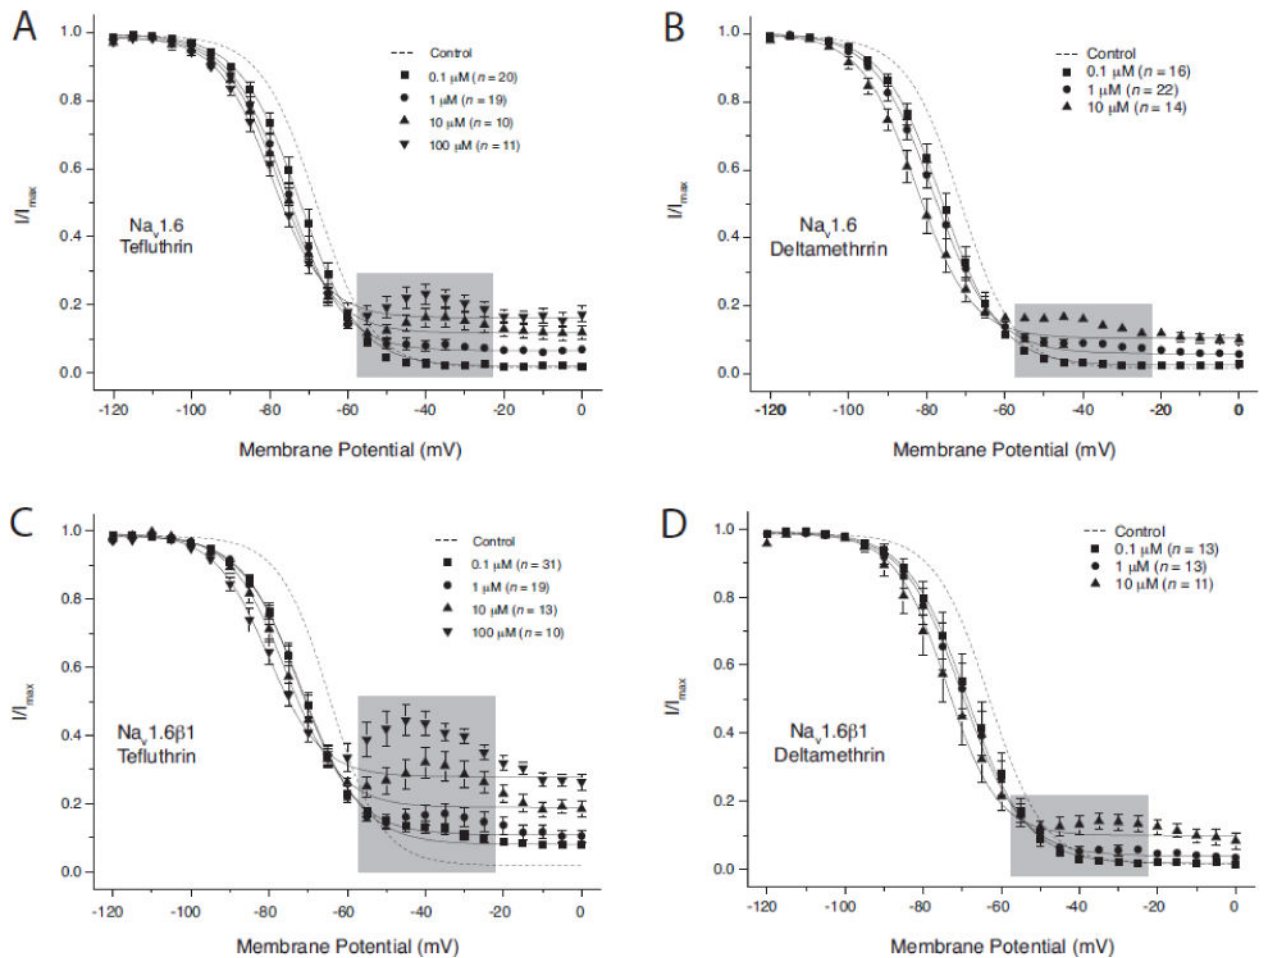 A
1.0
0.8
0.6
0.4
0.2
0.0
I/Imax
Control
0.1 μM (n = 20)
1 μM (n = 19)
10 μM (n = 10)
100 μM (n = 11)
Nav1.6
Tefluthrin
-120 -100 -80 -60 -40 -20 0
Membrane Potential (mV)
B
1.0
0.8
0.6
0.4
0.2
0.0
I/Imax
Control
0.1 μM (n = 16)
1 μM (n = 22)
10 μM (n = 14)
Nav1.6
Deltamethrrin
-120 -100 -80 -60 -40 -20 0
Membrane Potential (mV)
C
1.0
0.8
0.6
0.4
0.2
0.0
I/Imax
Control
0.1 μM (n = 31)
1 μM (n = 19)
10 μM (n = 13)
100 μM (n = 10)
Nav1.6β1
Tefluthrin
-120 -100 -80 -60 -40 -20 0
Membrane Potential (mV)
D
1.0
0.8
0.6
0.4
0.2
0.0
I/Imax
Control
0.1 μM (n = 13)
1 μM (n = 13)
10 μM (n = 11)
Nav1.6β1
Deltamethrin
-120 -100 -80 -60 -40 -20 0
Membrane Potential (mV)